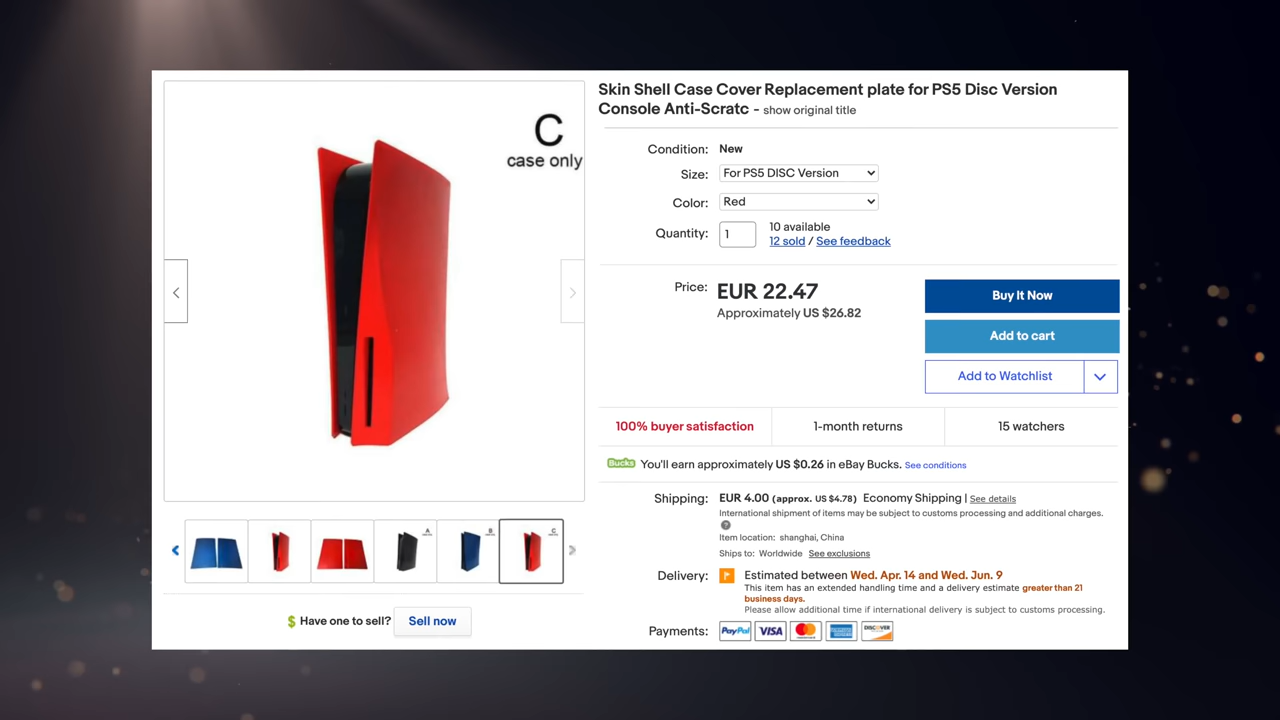 C
case only
A
B
C
$ Have one to sell?
Sell now
Skin Shell Case Cover Replacement plate for PS5 Disc Version
Console Anti-Scratc - show original title
Condition: New
Size: For PS5 DISC Version
Color: Red
Quantity: 1
10 available
12 sold / See feedback
Price: EUR 22.47
Approximately US $26.82
Buy It Now
Add to cart
Add to Watchlist
100% buyer satisfaction
1-month returns
15 watchers
Bucks You'll earn approximately US $0.26 in eBay Bucks. See conditions
Shipping: EUR 4.00 (approx. US $4.78) Economy Shipping | See details
International shipment of items may be subject to customs processing and additional charges.
?
Item location: shanghai, China
Ships to: Worldwide See exclusions
Delivery: Estimated between Wed. Apr. 14 and Wed. Jun. 9
This item has an extended handling time and a delivery estimate greater than 21
business days.
Please allow additional time if international delivery is subject to customs processing.
Payments: PayPal VISA DISCOVER